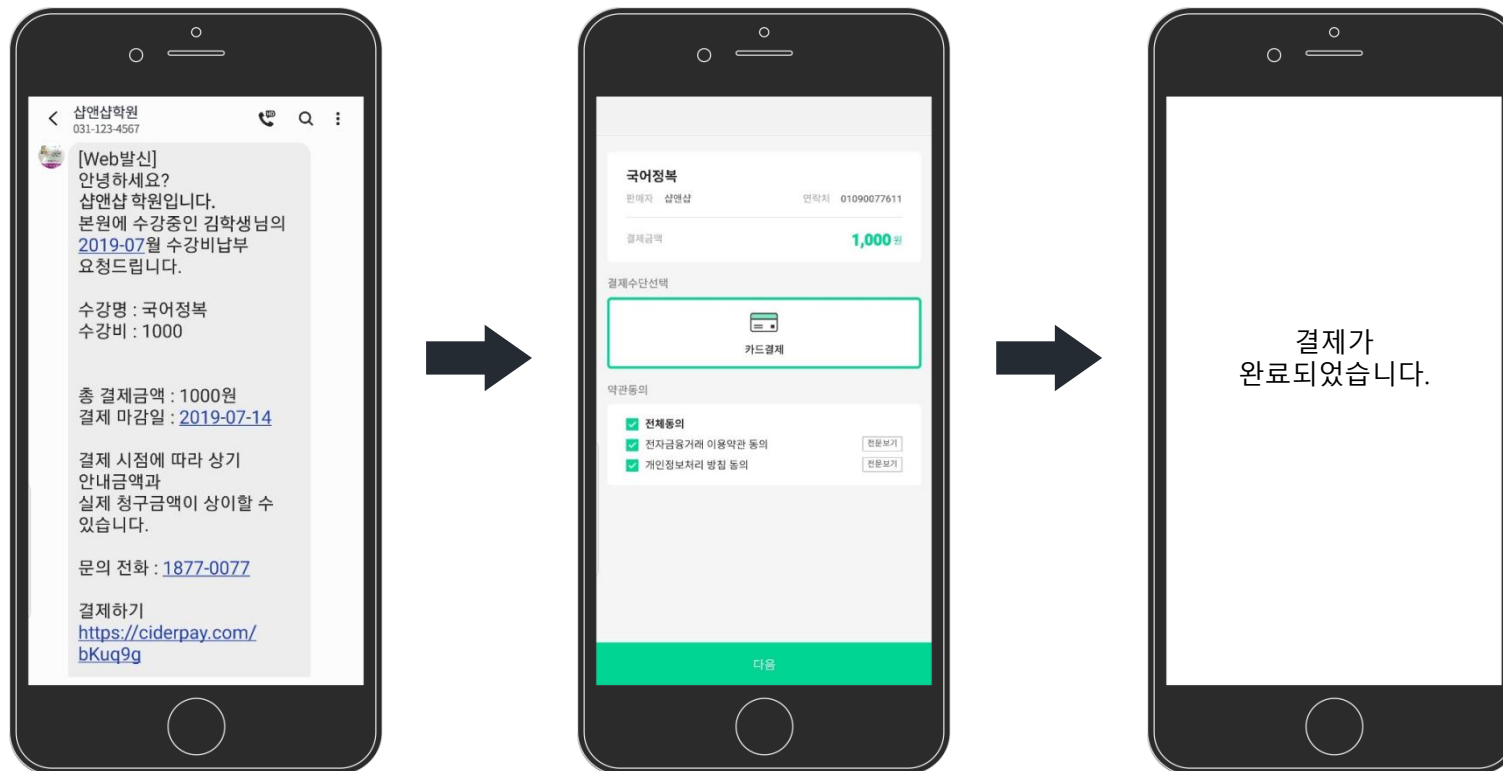 샵앤샵학원
031-123-4567
[Web발신]
안녕하세요?
샵앤샵 학원입니다.
본원에 수강중인 김학생님의
2019-07월 수강비납부
요청드립니다.
수강명 : 국어정복
수강비 : 1000
총 결제금액 : 1000원
결제 마감일 : 2019-07-14
결제 시점에 따라 상기
안내금액과
실제 청구금액이 상이할 수
있습니다.
문의 전화 : 1877-0077
결제하기
https://ciderpay.com/
bKuq9g
국어정복
판매자 샵앤샵 연락처 01090077611
결제금액 1,000 원
결제수단선택
카드결제
약관동의
전체동의
전자금융거래 이용약관 동의 전문보기
개인정보처리 방침 동의 전문보기
다음
결제가
완료되었습니다.